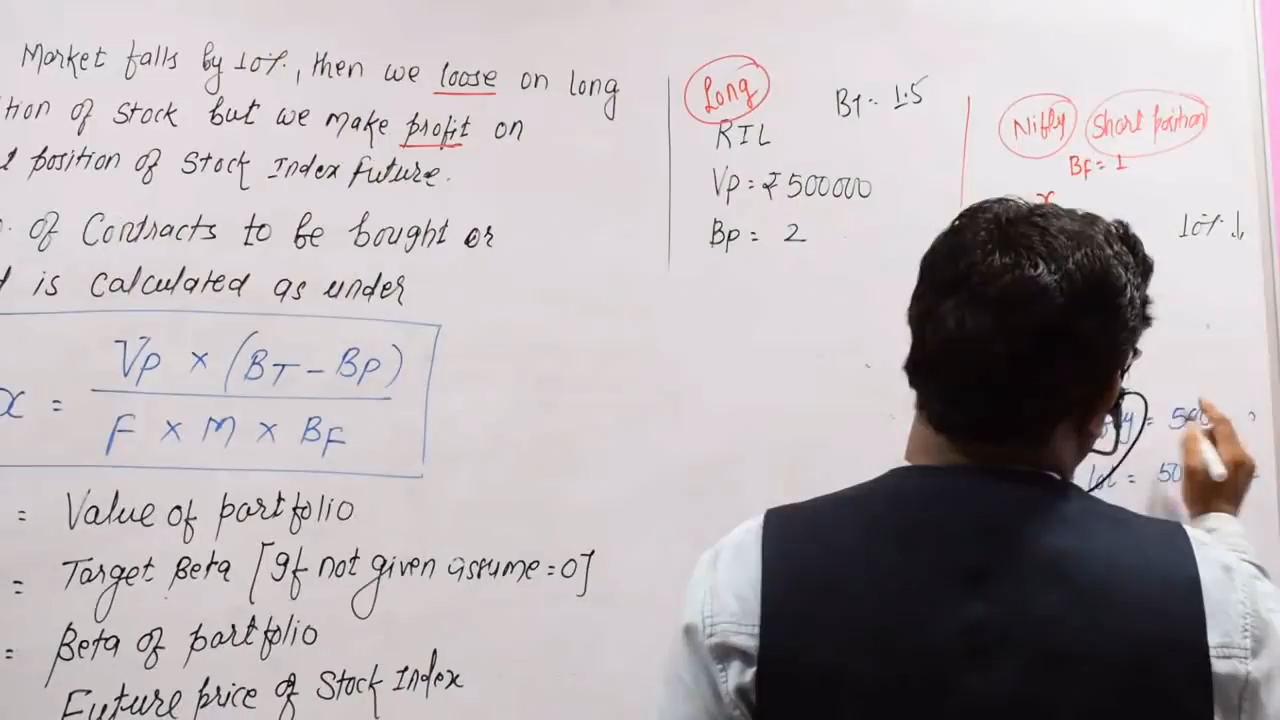 Market falls by 10%, then we loose on long
of stock but we make profit on
position of Stock Index Future.
of Contracts to be bought or
is calculated as under
x = Vp × (BT - BP)
F × M × BF
= Value of portfolio
= Target Beta [If not given assume = 0]
= Beta of portfolio
Future price of Stock Index
Long
BT = 1.5
RIL
Vp = ₹ 500000
Bp = 2
Nifty Short position
BF = 1
x
10% ↓